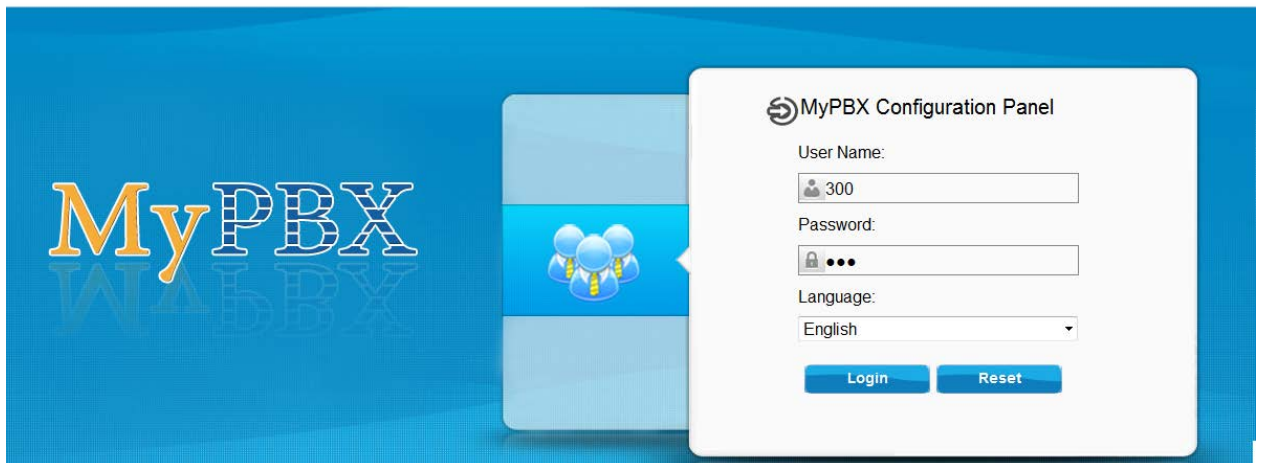 MyPBX
MyPBX Configuration Panel
User Name:
300
Password:
●●●
Language:
English
Login
Reset